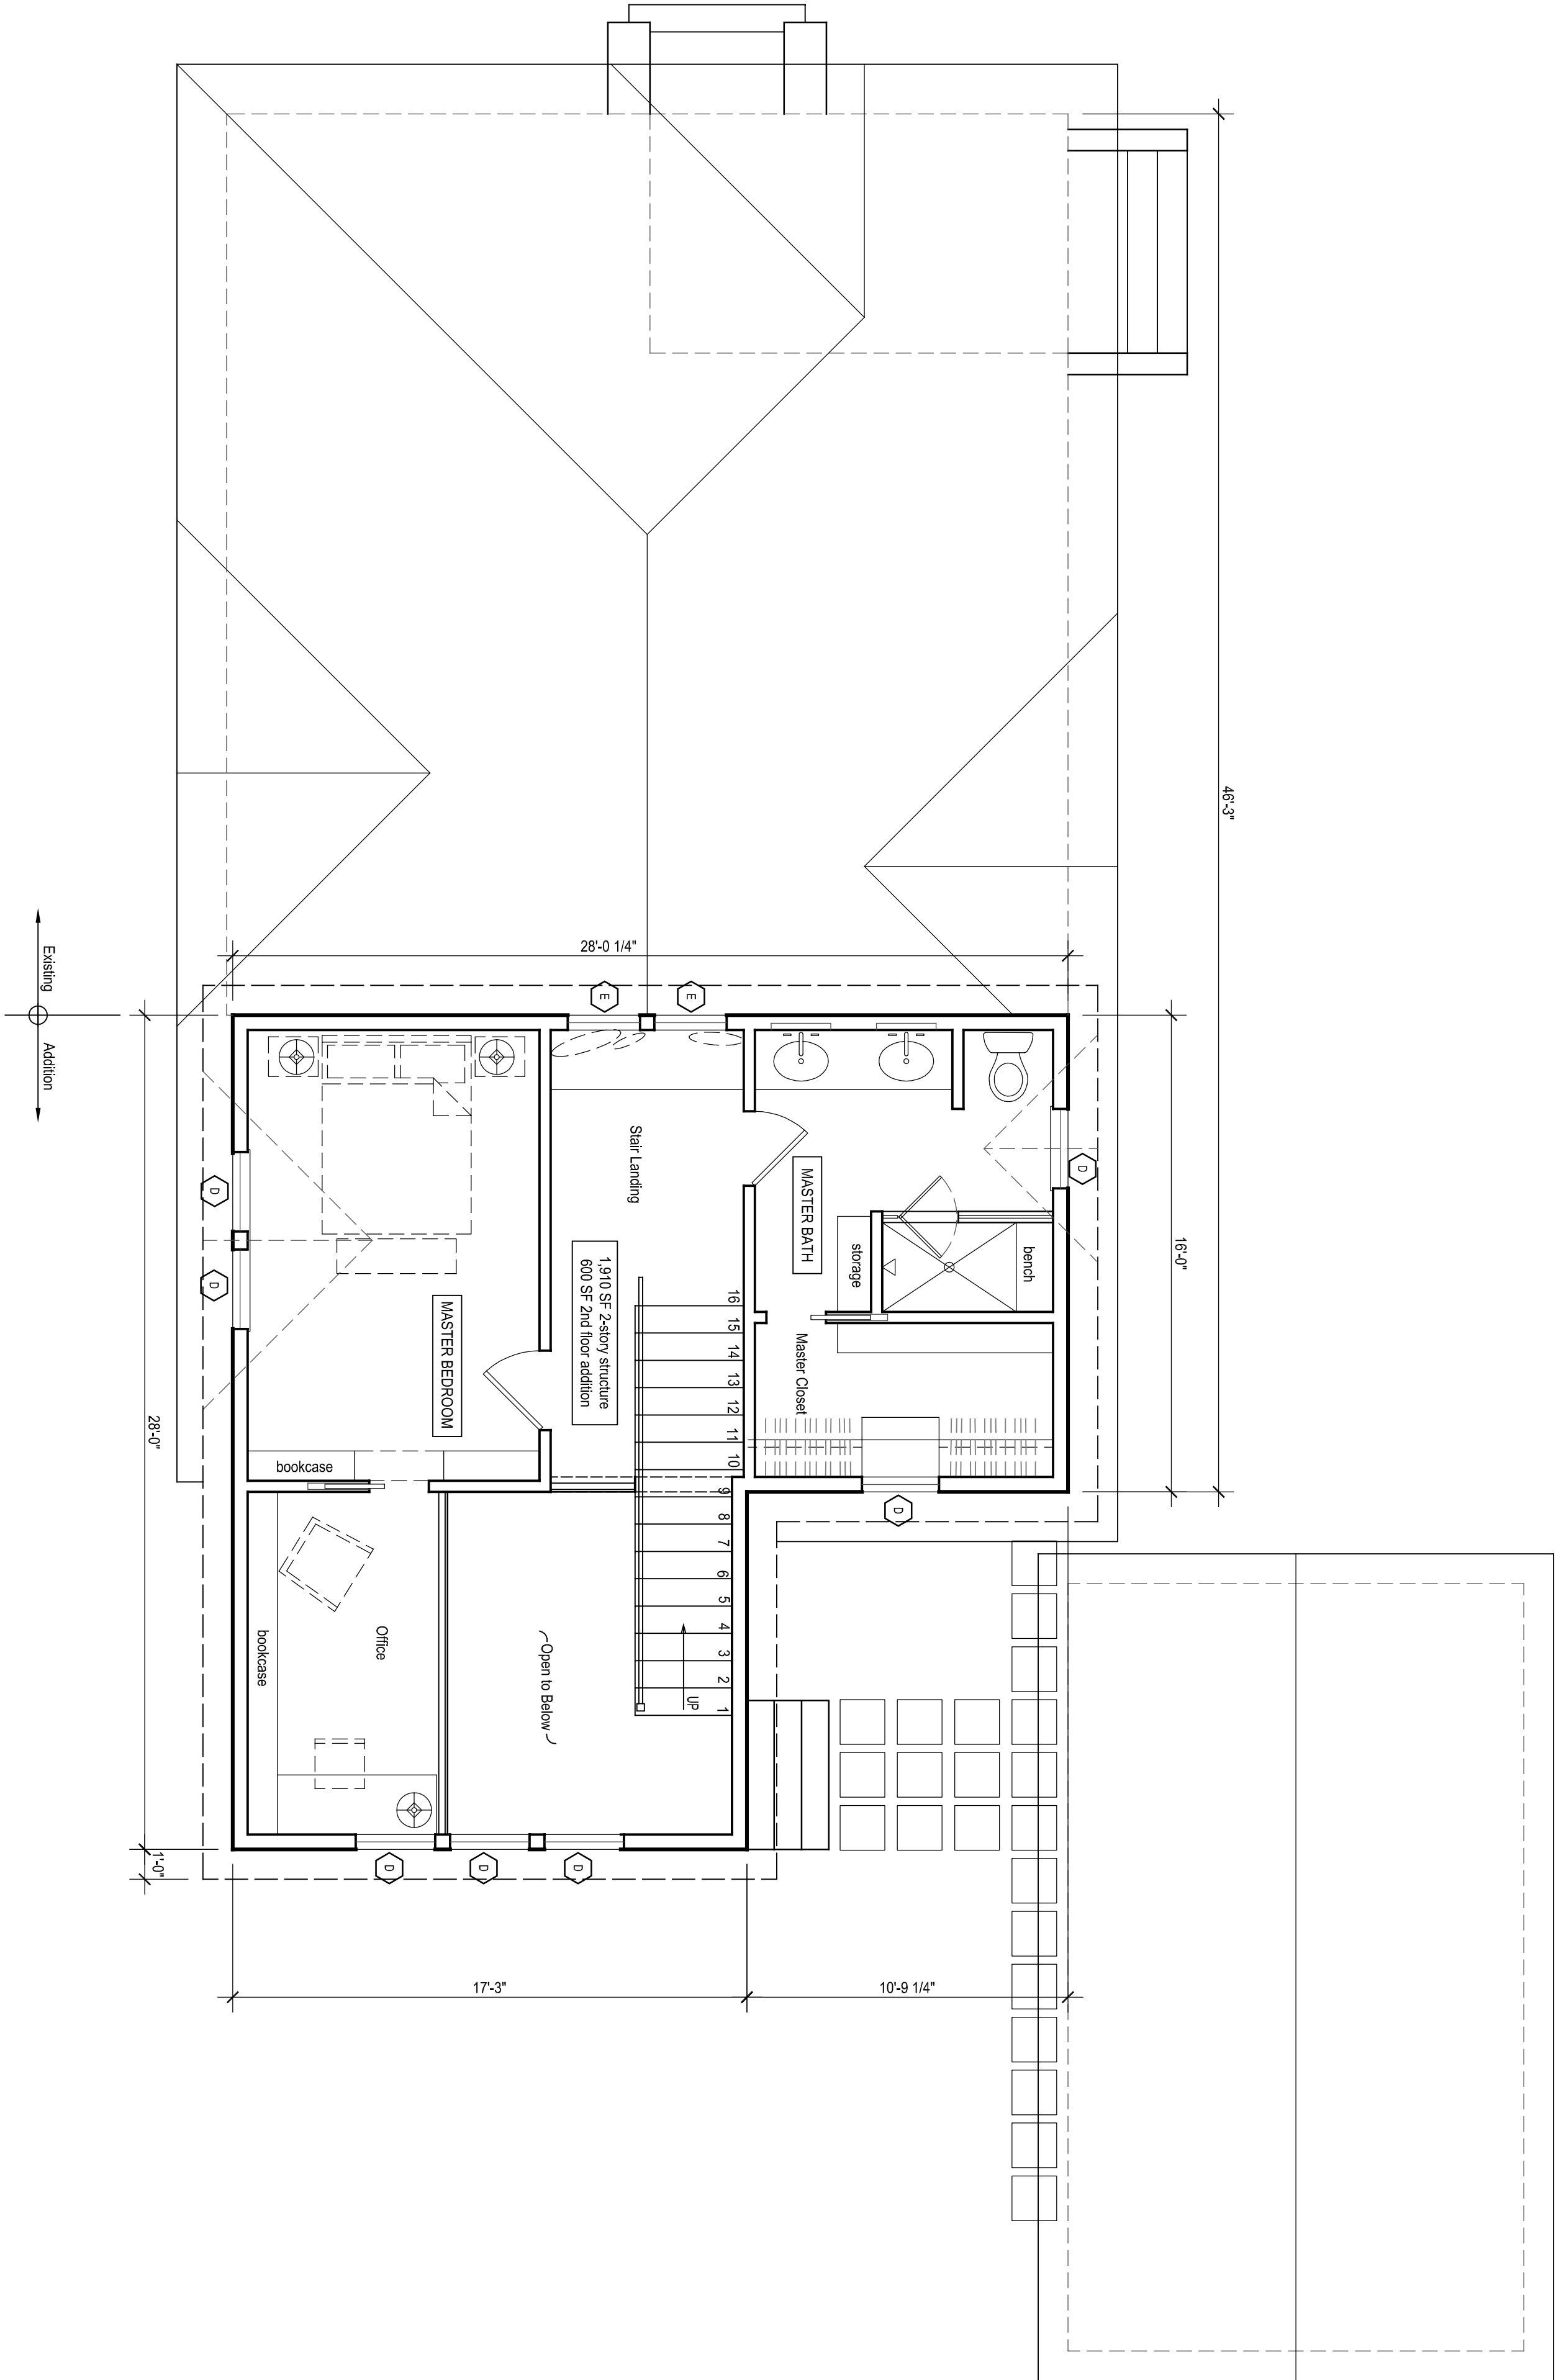 46'-3"
16'-0"
28'-0 1/4"
Existing
Addition
E
E
D
D
D
D
D
D
D
Stair Landing
MASTER BATH
storage
bench
Master Closet
1,910 SF 2-story structure
600 SF 2nd floor addition
MASTER BEDROOM
bookcase
16
15
14
13
12
11
10
9
8
7
6
5
4
3
2
1
UP
Open to Below
Office
bookcase
28'-0"
1'-0"
17'-3"
10'-9 1/4"